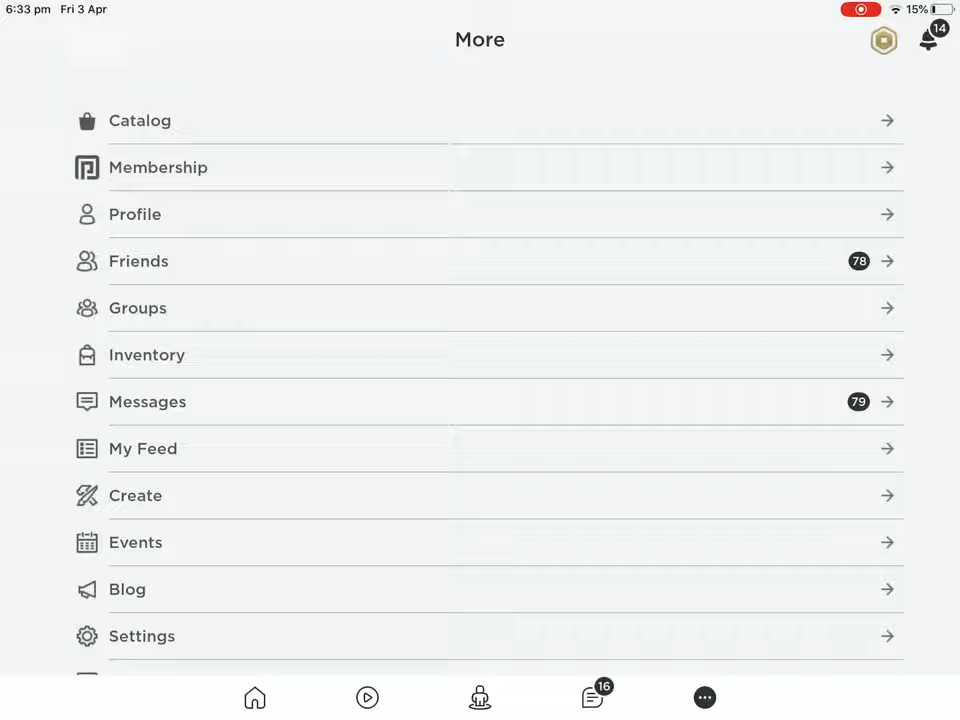 6:33 pm Fri 3 Apr 15%
More
14
Catalog
Membership
Profile
Friends 78
Groups
Inventory
Messages 79
My Feed
Create
Events
Blog
Settings
16